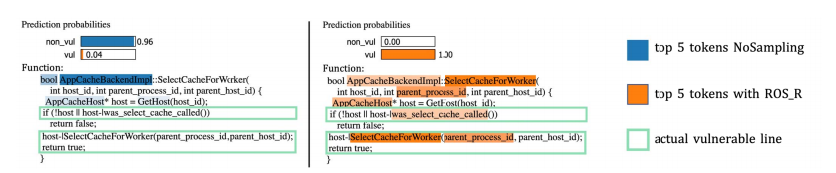 Prediction probabilities
non_vul 0.96
vul 0.04
Function:
bool AppCacheBackendImpl::SelectCacheForWorker(
int host_id, int parent_process_id, int parent_host_id) {
AppCacheHost* host = GetHost(host_id);
if (!host || host-!was_select_cache_called())
return false;
host-!SelectCacheForWorker(parent_process_id,parent_host_id);
return true;
}
Prediction probabilities
non_vul 0.00
vul 1.00
Function:
bool AppCacheBackendImpl::SelectCacheForWorker(
int host_id, int parent_process_id, int parent_host_id) {
AppCacheHost* host = GetHost(host_id);
if (!host || host-!was_select_cache_called())
return false;
host-!SelectCacheForWorker(parent_process_id, parent_host_id);
return true;
}
top 5 tokens NoSampling
top 5 tokens with ROS_R
actual vulnerable line